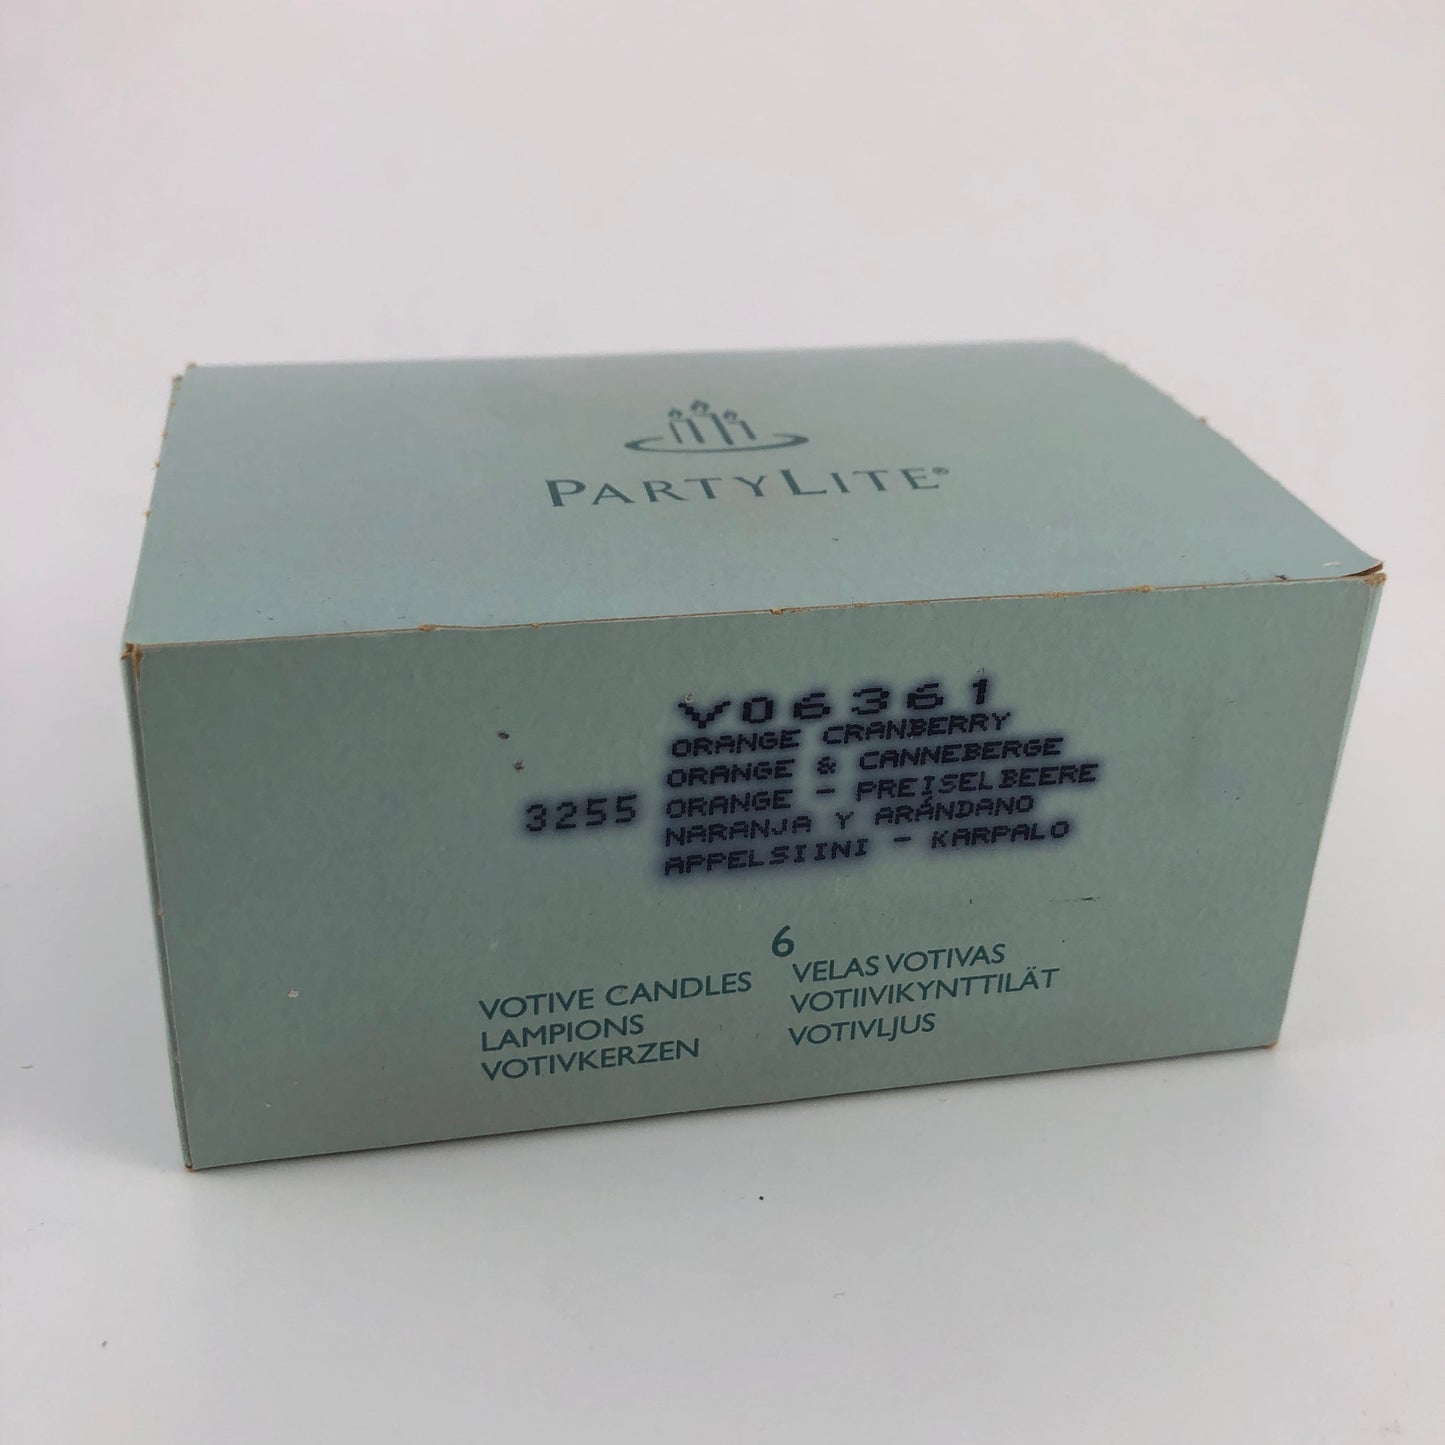 PARTYLITE®
V06361
ORANGE CRANBERRY
ORANGE & CANNEBERGE
3255 ORANGE - PREISELBEERE
NARANJA Y ARÁNDANO
APPELSIINI - KARPALO
6
VOTIVE CANDLES
LAMPIONS
VOTIVKERZEN
VELAS VOTIVAS
VOTIIVIKYNTTILÄT
VOTIVLJUS